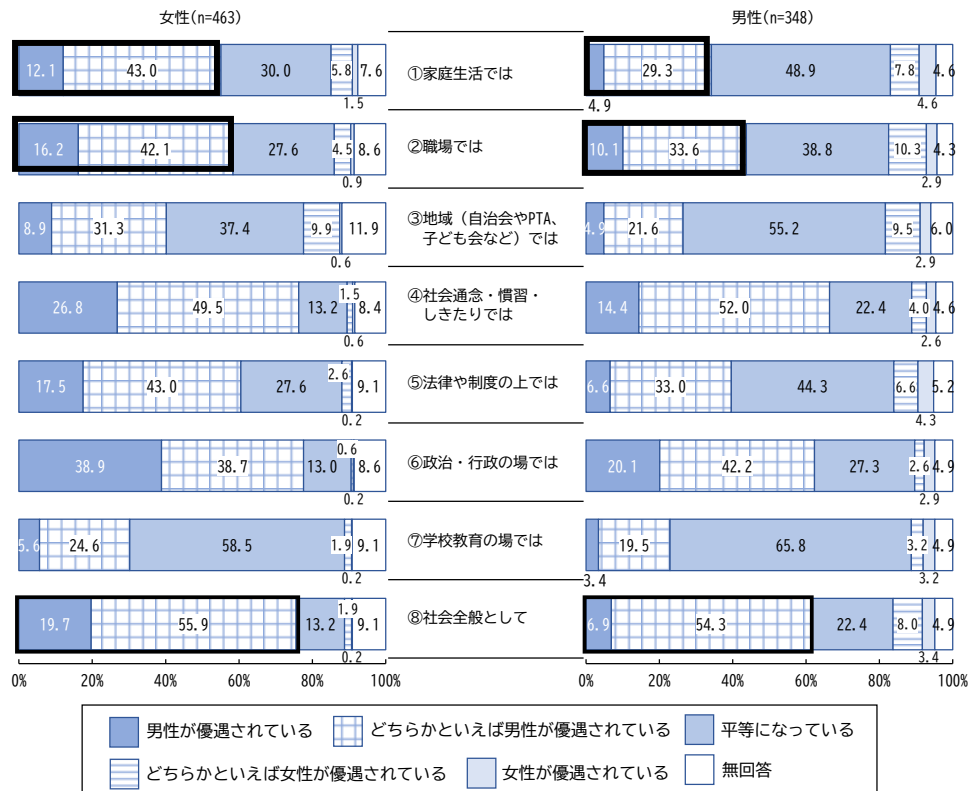 女性(n=463)
男性(n=348)
12.1 43.0 30.0 5.8 7.6
1.5
①家庭生活では
29.3 48.9 7.8 4.6
4.9 4.6
16.2 42.1 27.6 4.5 8.6
0.9
②職場では
10.1 33.6 38.8 10.3 4.3
2.9
8.9 31.3 37.4 9.9 11.9
0.6
③地域（自治会やPTA、
子ども会など）では
4.9 21.6 55.2 9.5 6.0
2.9
26.8 49.5 13.2 1.5 8.4
0.6
④社会通念・慣習・
しきたりでは
14.4 52.0 22.4 4.0 4.6
2.6
17.5 43.0 27.6 2.6 9.1
0.2
⑤法律や制度の上では
6.6 33.0 44.3 6.6 5.2
4.3
38.9 38.7 13.0 0.6 8.6
0.2
⑥政治・行政の場では
20.1 42.2 27.3 2.6 4.9
2.9
5.6 24.6 58.5 1.9 9.1
0.2
⑦学校教育の場では
19.5 65.8 3.2 4.9
3.4 3.2
19.7 55.9 13.2 1.9 9.1
0.2
⑧社会全般として
6.9 54.3 22.4 8.0 4.9
3.4
0% 20% 40% 60% 80% 100%
0% 20% 40% 60% 80% 100%
男性が優遇されている どちらかといえば男性が優遇されている 平等になっている
どちらかといえば女性が優遇されている 女性が優遇されている 無回答